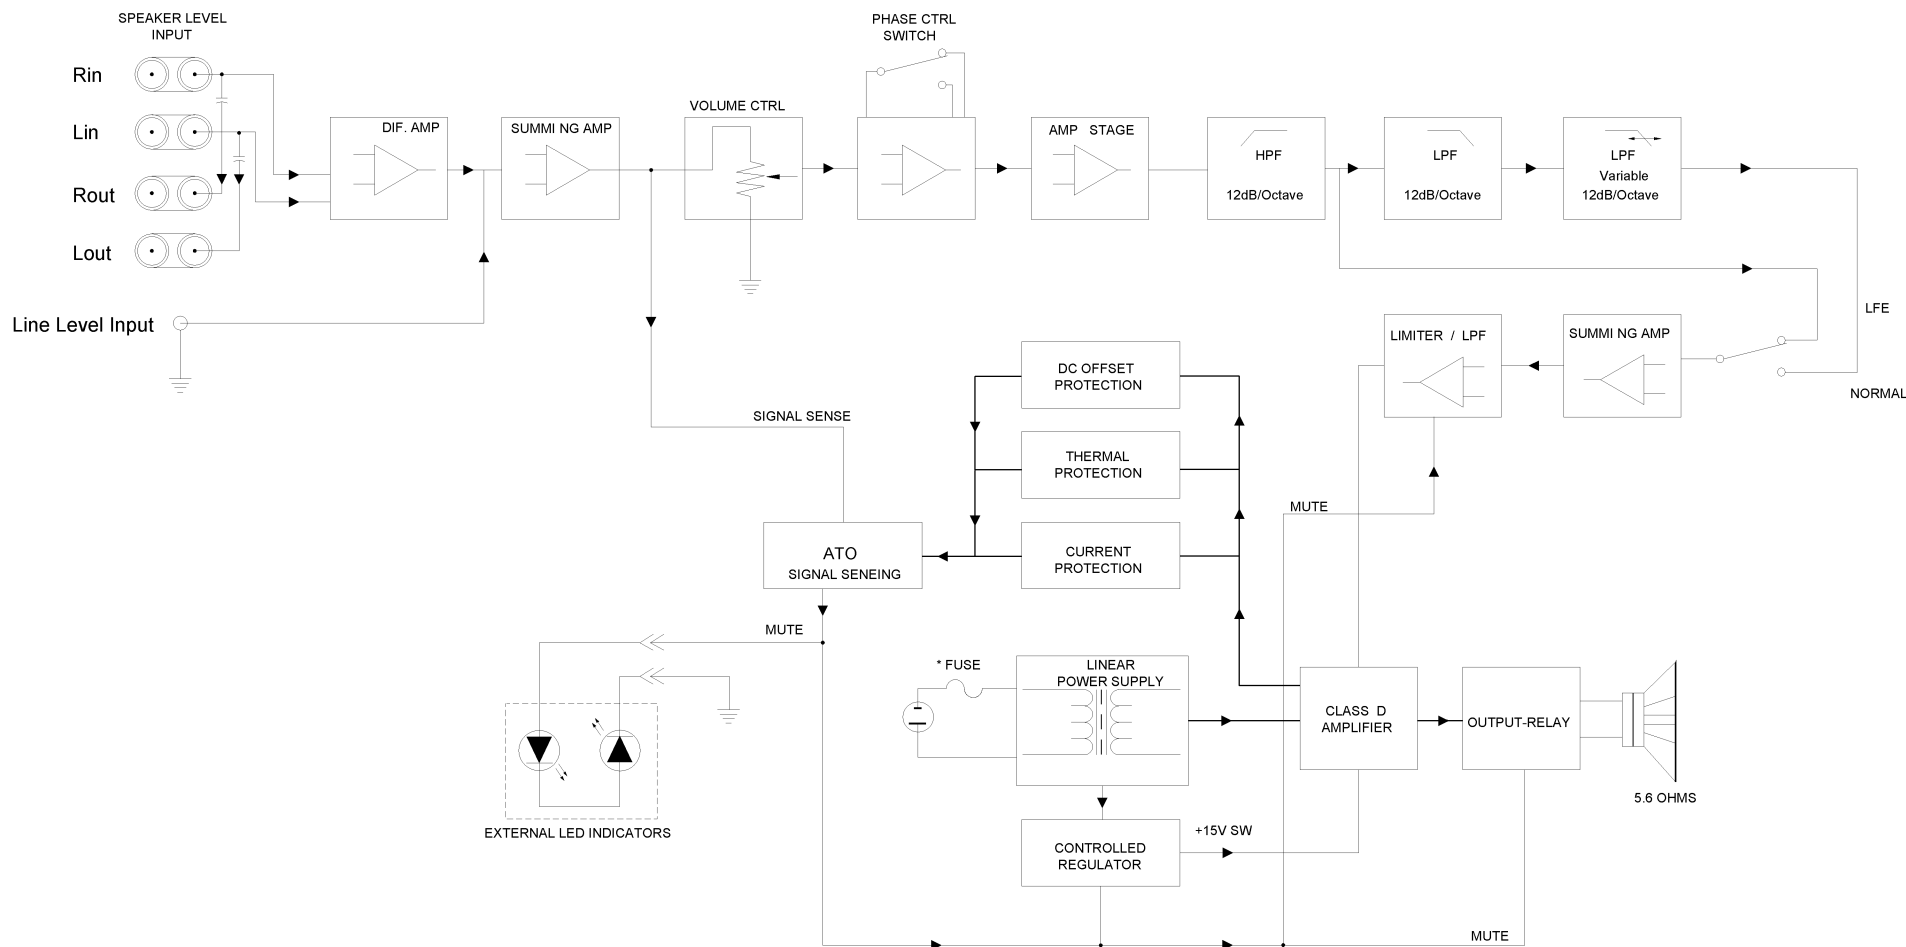 SPEAKER LEVEL
INPUT
Rin
Lin
Rout
Lout
Line Level Input
DIF. AMP
SUMMI NG AMP
VOLUME CTRL
PHASE CTRL
SWITCH
AMP STAGE
HPF
12dB/Octave
LPF
12dB/Octave
LPF
Variable
12dB/Octave
LFE
NORMAL
SUMMI NG AMP
LIMITER / LPF
DC OFFSET
PROTECTION
THERMAL
PROTECTION
CURRENT
PROTECTION
SIGNAL SENSE
MUTE
ATO
SIGNAL SENEING
MUTE
* FUSE
LINEAR
POWER SUPPLY
CLASS D
AMPLIFIER
OUTPUT-RELAY
5.6 OHMS
EXTERNAL LED INDICATORS
+15V SW
CONTROLLED
REGULATOR
MUTE